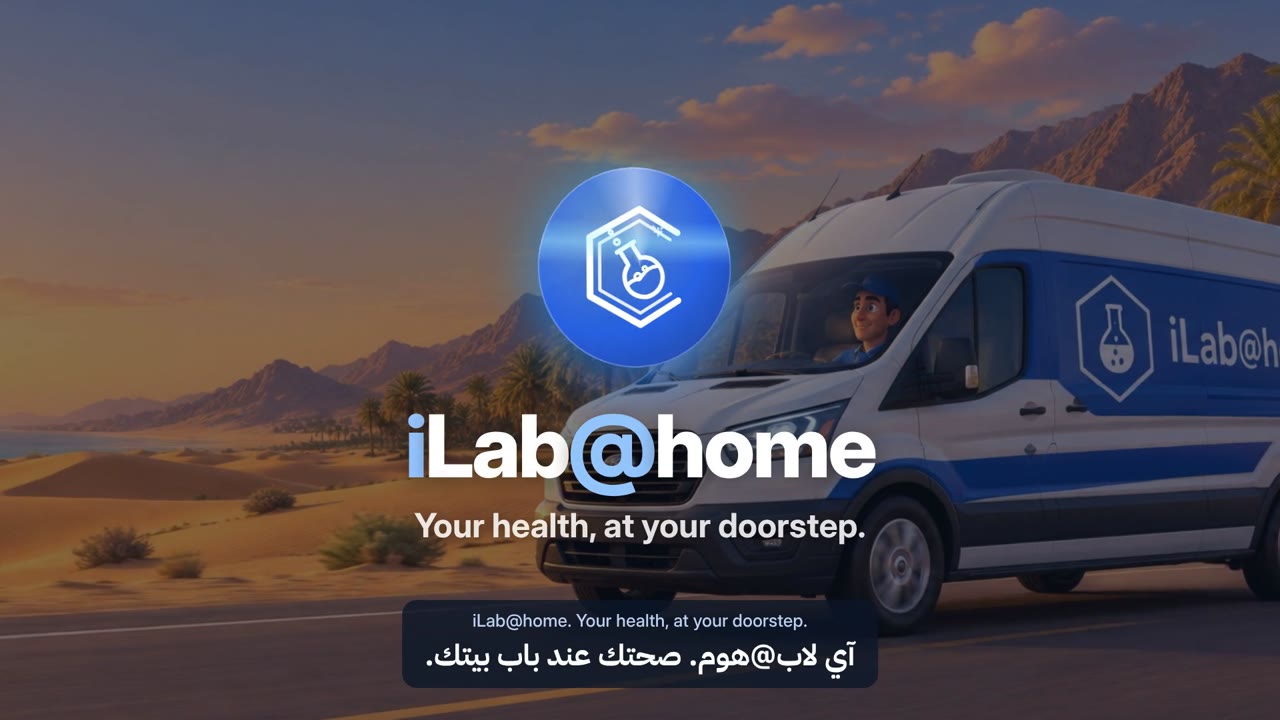 iLab@h
iLab@home
Your health, at your doorstep.
iLab@home. Your health, at your doorstep.
آي لاب@هوم. صحتك عند باب بيتك.